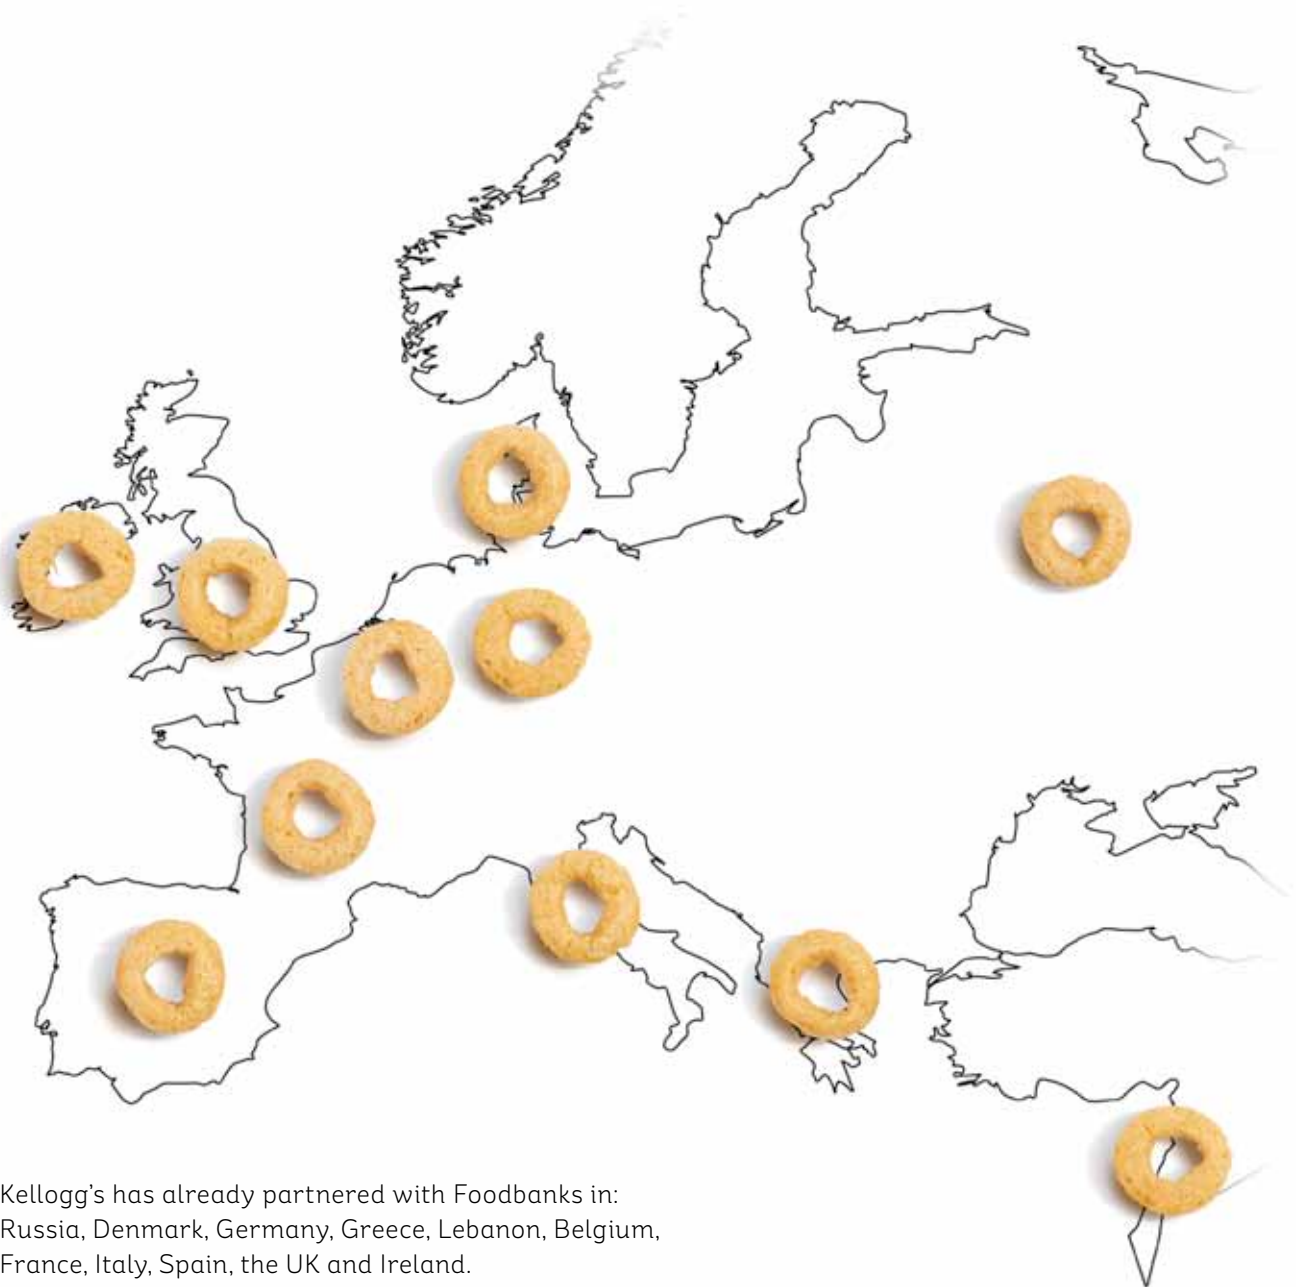 Kellogg’s has already partnered with Foodbanks in:
Russia, Denmark, Germany, Greece, Lebanon, Belgium,
France, Italy, Spain, the UK and Ireland.